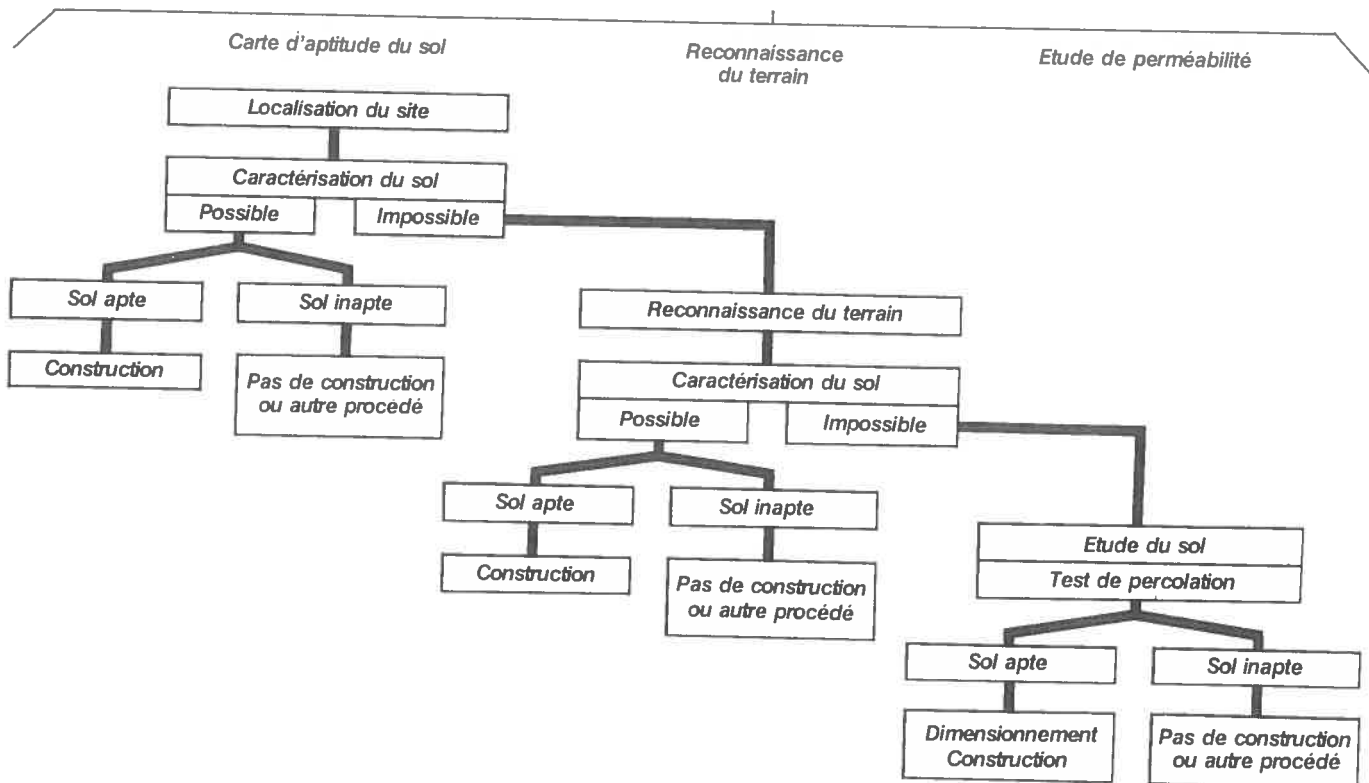 Carte d'aptitude du sol
Reconnaissance
du terrain
Etude de perméabilité
Localisation du site
Caractérisation du sol
Possible
Impossible
Sol apte
Sol inapte
Construction
Pas de construction
ou autre procédé
Reconnaissance du terrain
Caractérisation du sol
Possible
Impossible
Sol apte
Sol inapte
Construction
Pas de construction
ou autre procédé
Etude du sol
Test de percolation
Sol apte
Sol inapte
Dimensionnement
Construction
Pas de construction
ou autre procédé